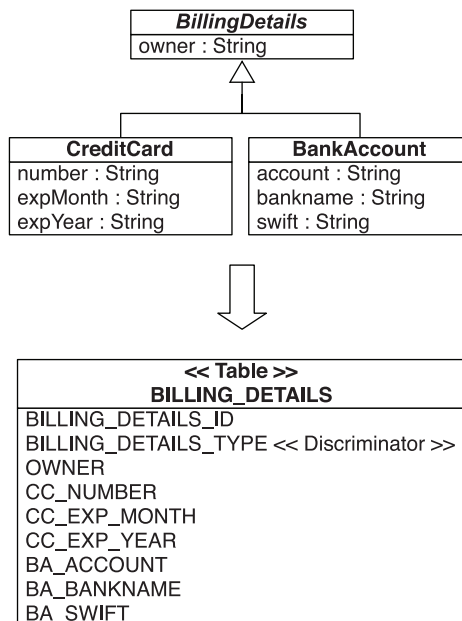 BillingDetails
owner : String
CreditCard
number : String
expMonth : String
expYear : String
BankAccount
account : String
bankname : String
swift : String
<< Table >>
BILLING_DETAILS
BILLING_DETAILS_ID
BILLING_DETAILS_TYPE << Discriminator >>
OWNER
CC_NUMBER
CC_EXP_MONTH
CC_EXP_YEAR
BA_ACCOUNT
BA_BANKNAME
BA_SWIFT